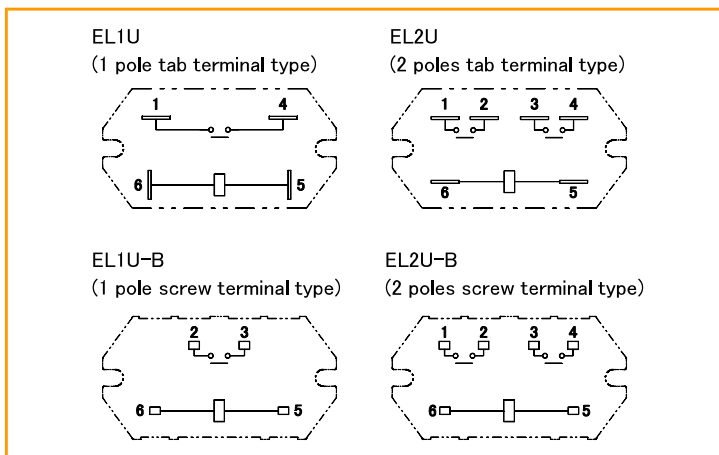 EL1U
(1 pole tab terminal type)
1 4
6 5
EL2U
(2 poles tab terminal type)
1 2 3 4
6 5
EL1U-B
(1 pole screw terminal type)
2 3
6 5
EL2U-B
(2 poles screw terminal type)
1 2 3 4
6 5